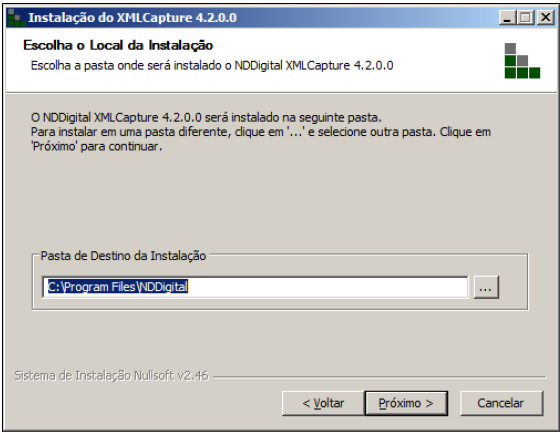 Instalação do XMLCapture 4.2.0.0
Escolha o Local da Instalação
Escolha a pasta onde será instalado o NDDigital XMLCapture 4.2.0.0
O NDDigital XMLCapture 4.2.0.0 será instalado na seguinte pasta.
Para instalar em uma pasta diferente, clique em '...' e selecione outra pasta. Clique em
'Próximo' para continuar.
Pasta de Destino da Instalação
C:\Program Files\NDDigital
...
Sistema de Instalação Nullsoft v2.46
< Voltar
Próximo >
Cancelar